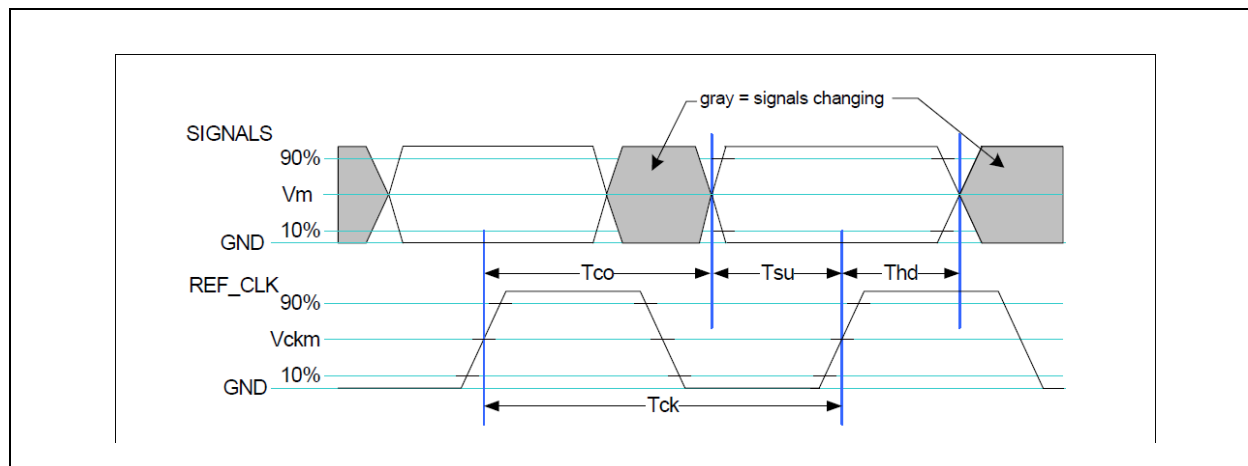 gray = signals changing
SIGNALS
90%
Vm
10%
GND
Tco
Tsu
Thd
REF_CLK
90%
Vckm
10%
GND
Tck